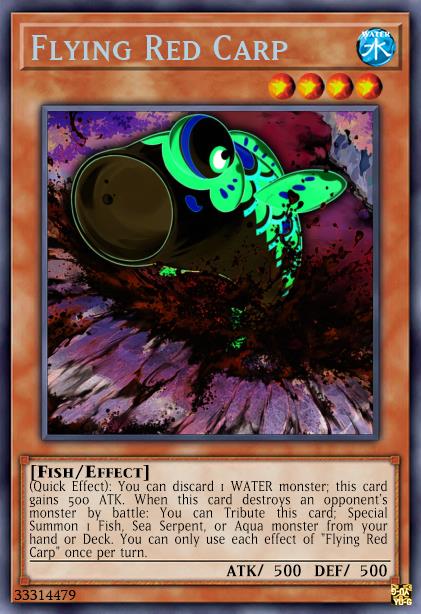 FLYING RED CARP
WATER
水
[FISH/EFFECT]
(Quick Effect): You can discard 1 WATER monster; this card
gains 500 ATK. When this card destroys an opponent's
monster by battle: You can Tribute this card; Special
Summon 1 Fish, Sea Serpent, or Aqua monster from your
hand or Deck. You can only use each effect of "Flying Red
Carp" once per turn.
ATK/ 500 DEF/ 500
33314479